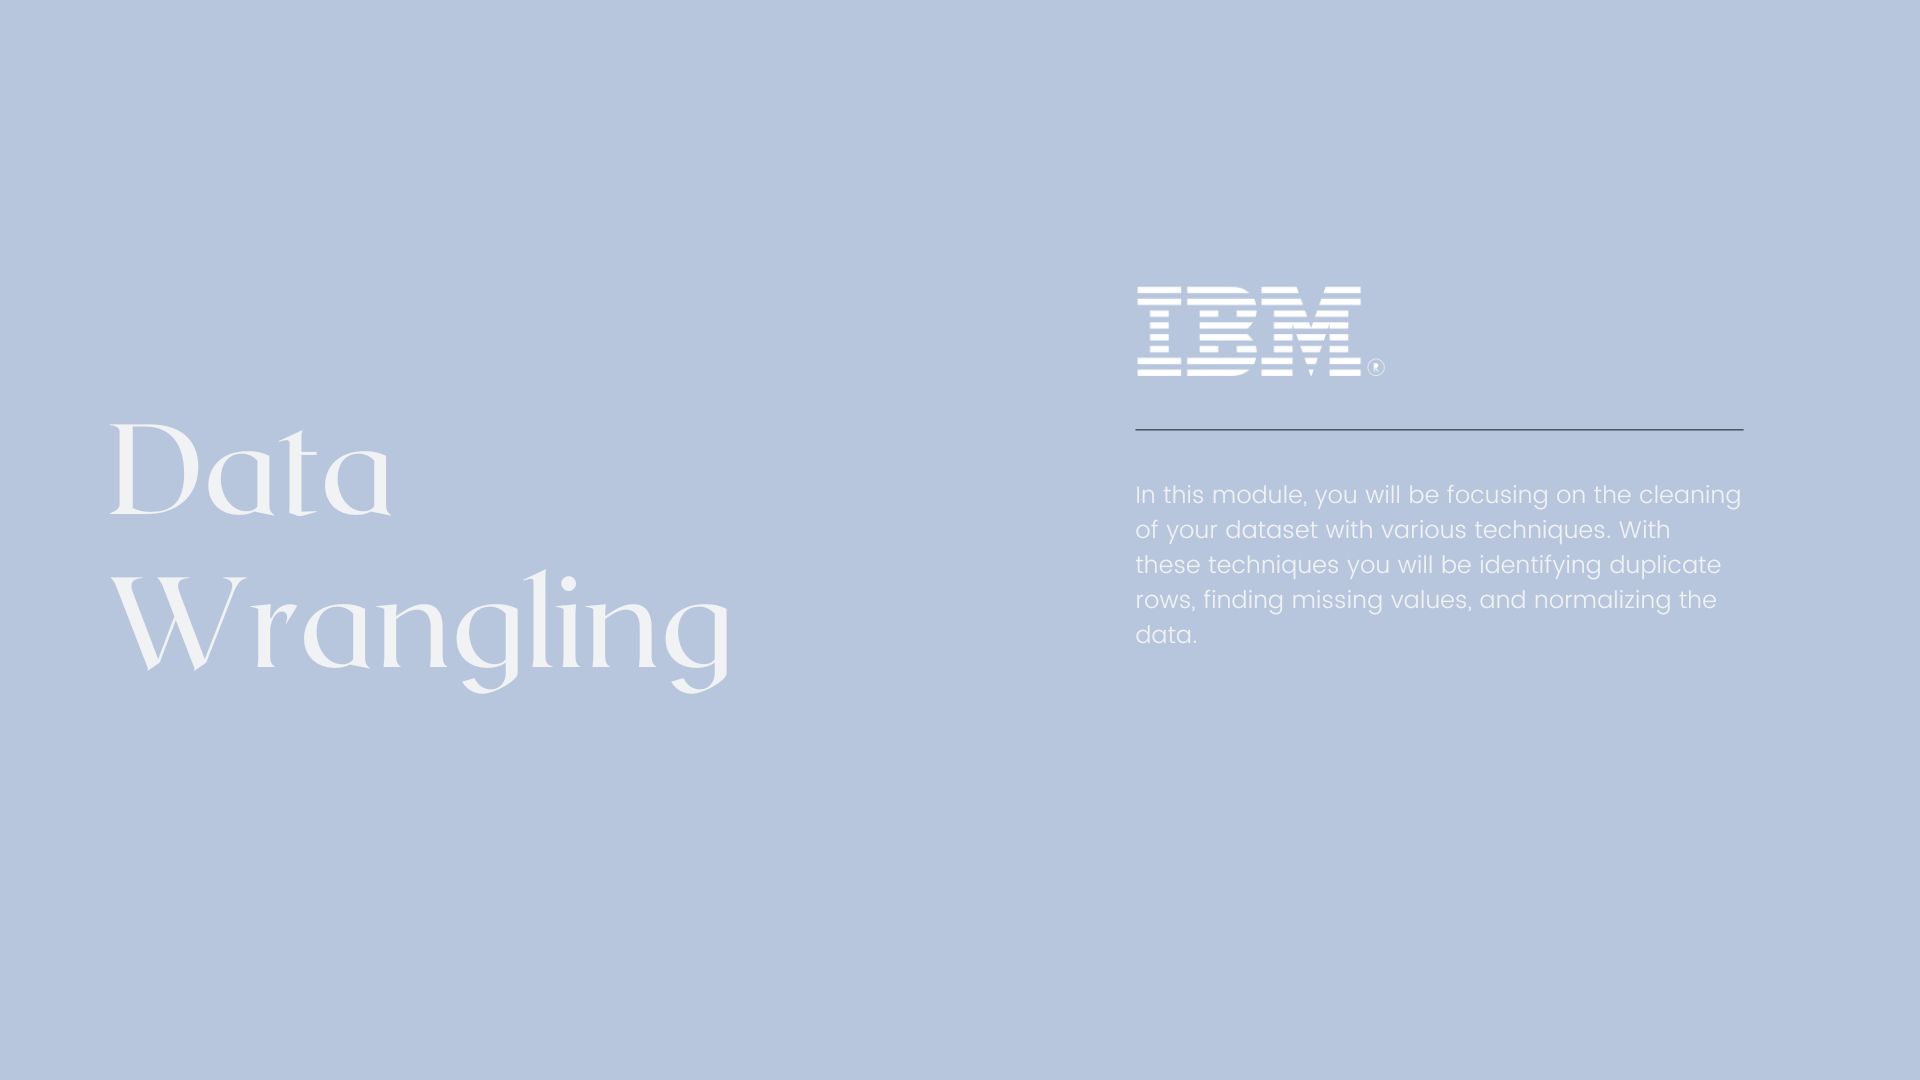 Data
Wrangling
IBM®
In this module, you will be focusing on the cleaning
of your dataset with various techniques. With
these techniques you will be identifying duplicate
rows, finding missing values, and normalizing the
data.